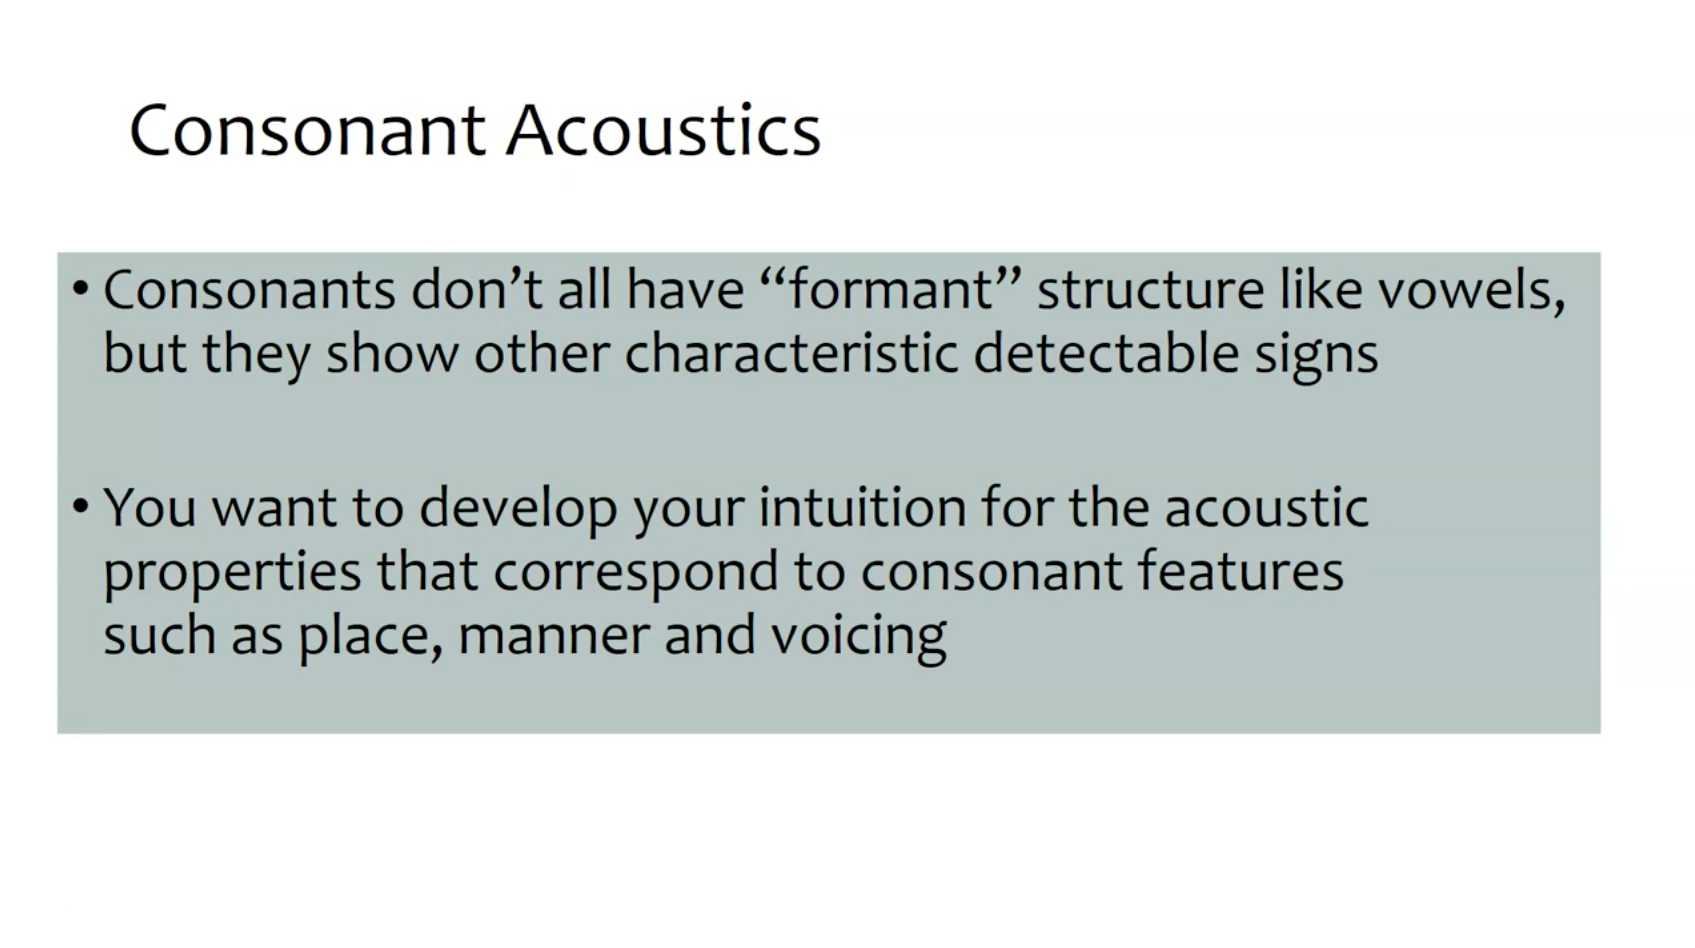 Consonant Acoustics
• Consonants don’t all have “formant” structure like vowels,
but they show other characteristic detectable signs
• You want to develop your intuition for the acoustic
properties that correspond to consonant features
such as place, manner and voicing